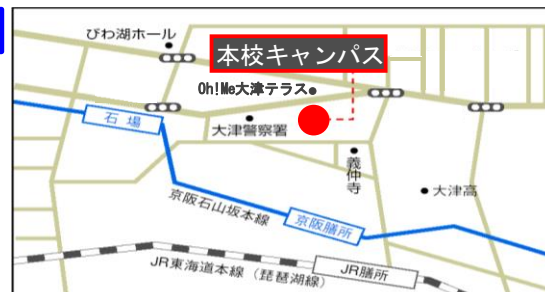 びわ湖ホール
本校キャンパス
Oh!Me大津テラス
石場
大津警察署
義仲寺
大津高
京阪石山坂本線
京阪膳所
JR東海道本線（琵琶湖線）
JR膳所